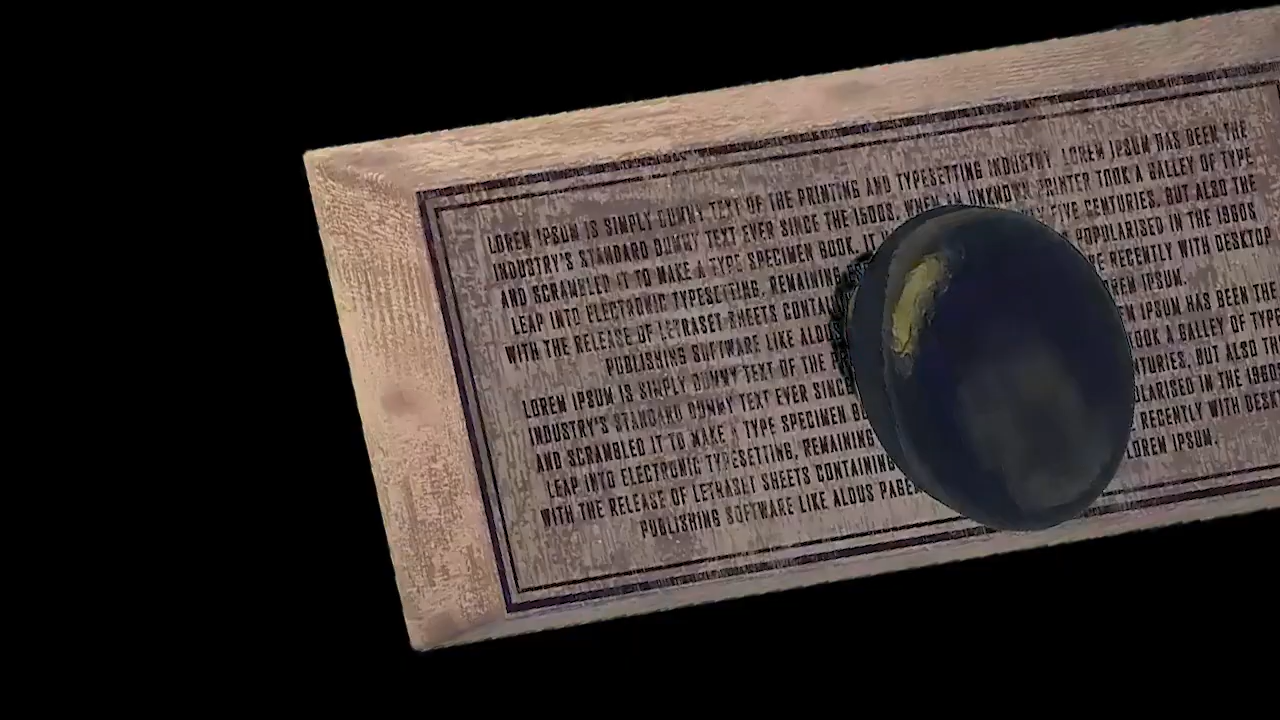 LOREM IPSUM IS SIMPLY DUMMY TEXT OF THE PRINTING AND TYPESETTING INDUSTRY. LOREM IPSUM HAS BEEN THE
INDUSTRY'S STANDARD DUMMY TEXT EVER SINCE THE 1500S, WHEN AN UNKNOWN PRINTER TOOK A GALLEY OF TYPE
AND SCRAMBLED IT TO MAKE A TYPE SPECIMEN BOOK. IT CENTURIES, BUT ALSO THE
LEAP INTO ELECTRONIC TYPESETTING, REMAINING POPULARISED IN THE 1960S
WITH THE RELEASE OF LETRASET SHEETS RECENTLY WITH DESKTOP
PUBLISHING SOFTWARE LIKE IPSUM.
LOREM IPSUM IS SIMPLY DUMMY TEXT OF THE IPSUM HAS BEEN THE
INDUSTRY'S STANDARD DUMMY TEXT EVER SINCE A GALLEY OF TYPE
AND SCRAMBLED IT TO MAKE A TYPE SPECIMEN BUT ALSO THE
LEAP INTO ELECTRONIC TYPESETTING, REMAINING IN THE 1960S
WITH THE RELEASE OF LETRASET SHEETS CONTAINING RECENTLY WITH
PUBLISHING SOFTWARE LIKE ALDUS LOREM IPSUM.